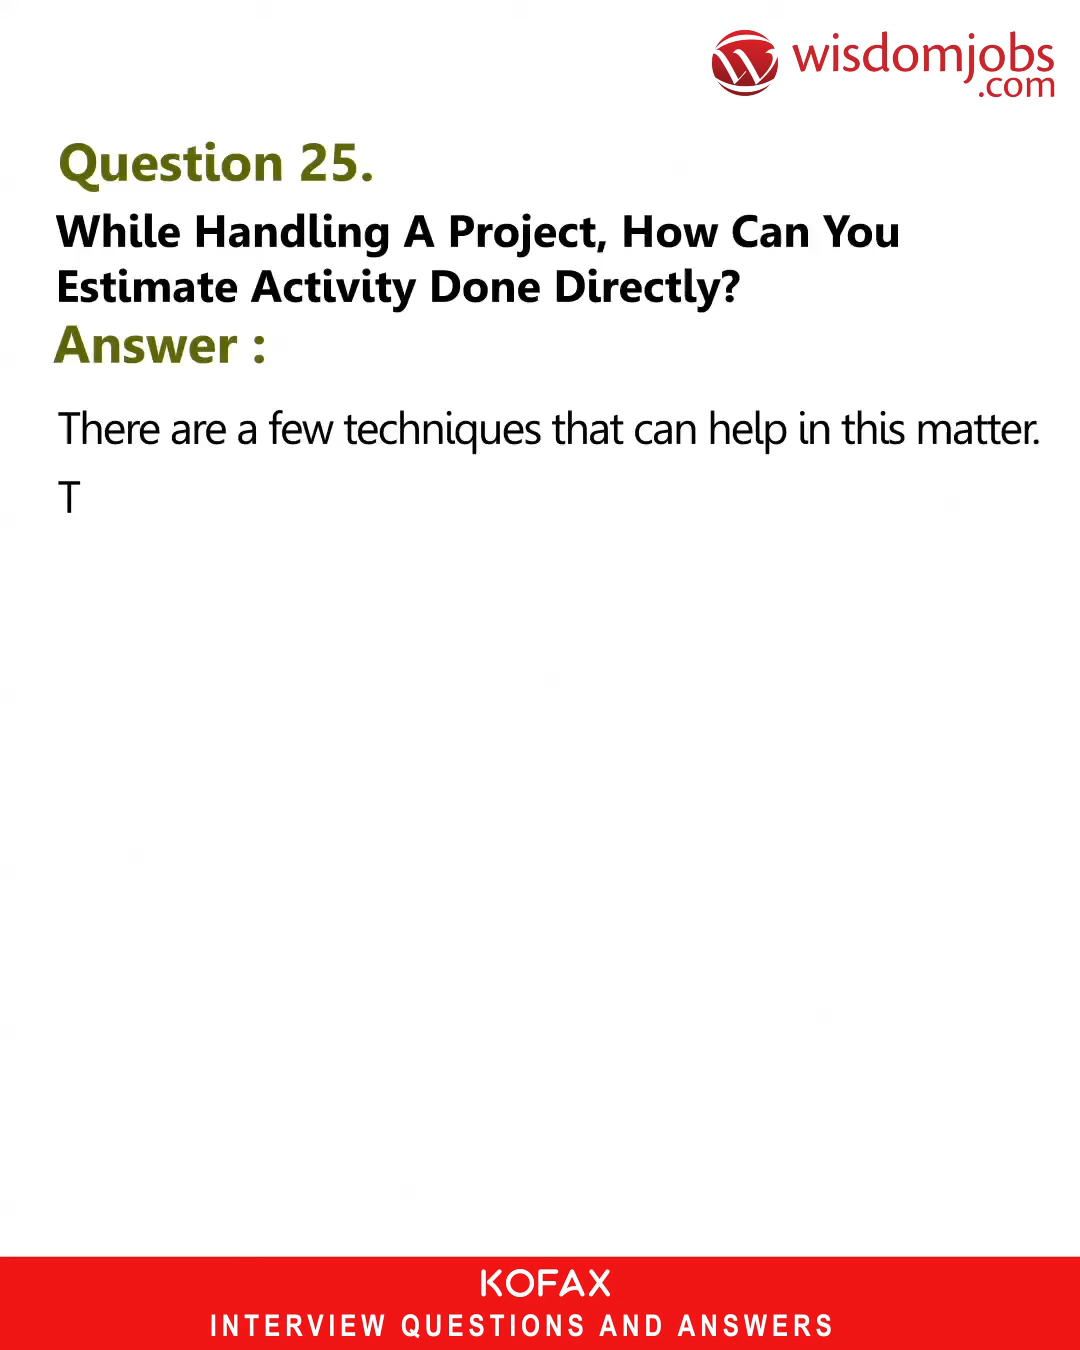 wisdomjobs
.com
Question 25.
While Handling A Project, How Can You
Estimate Activity Done Directly?
Answer :
There are a few techniques that can help in this matter.
T
KOFAX
INTERVIEW QUESTIONS AND ANSWERS